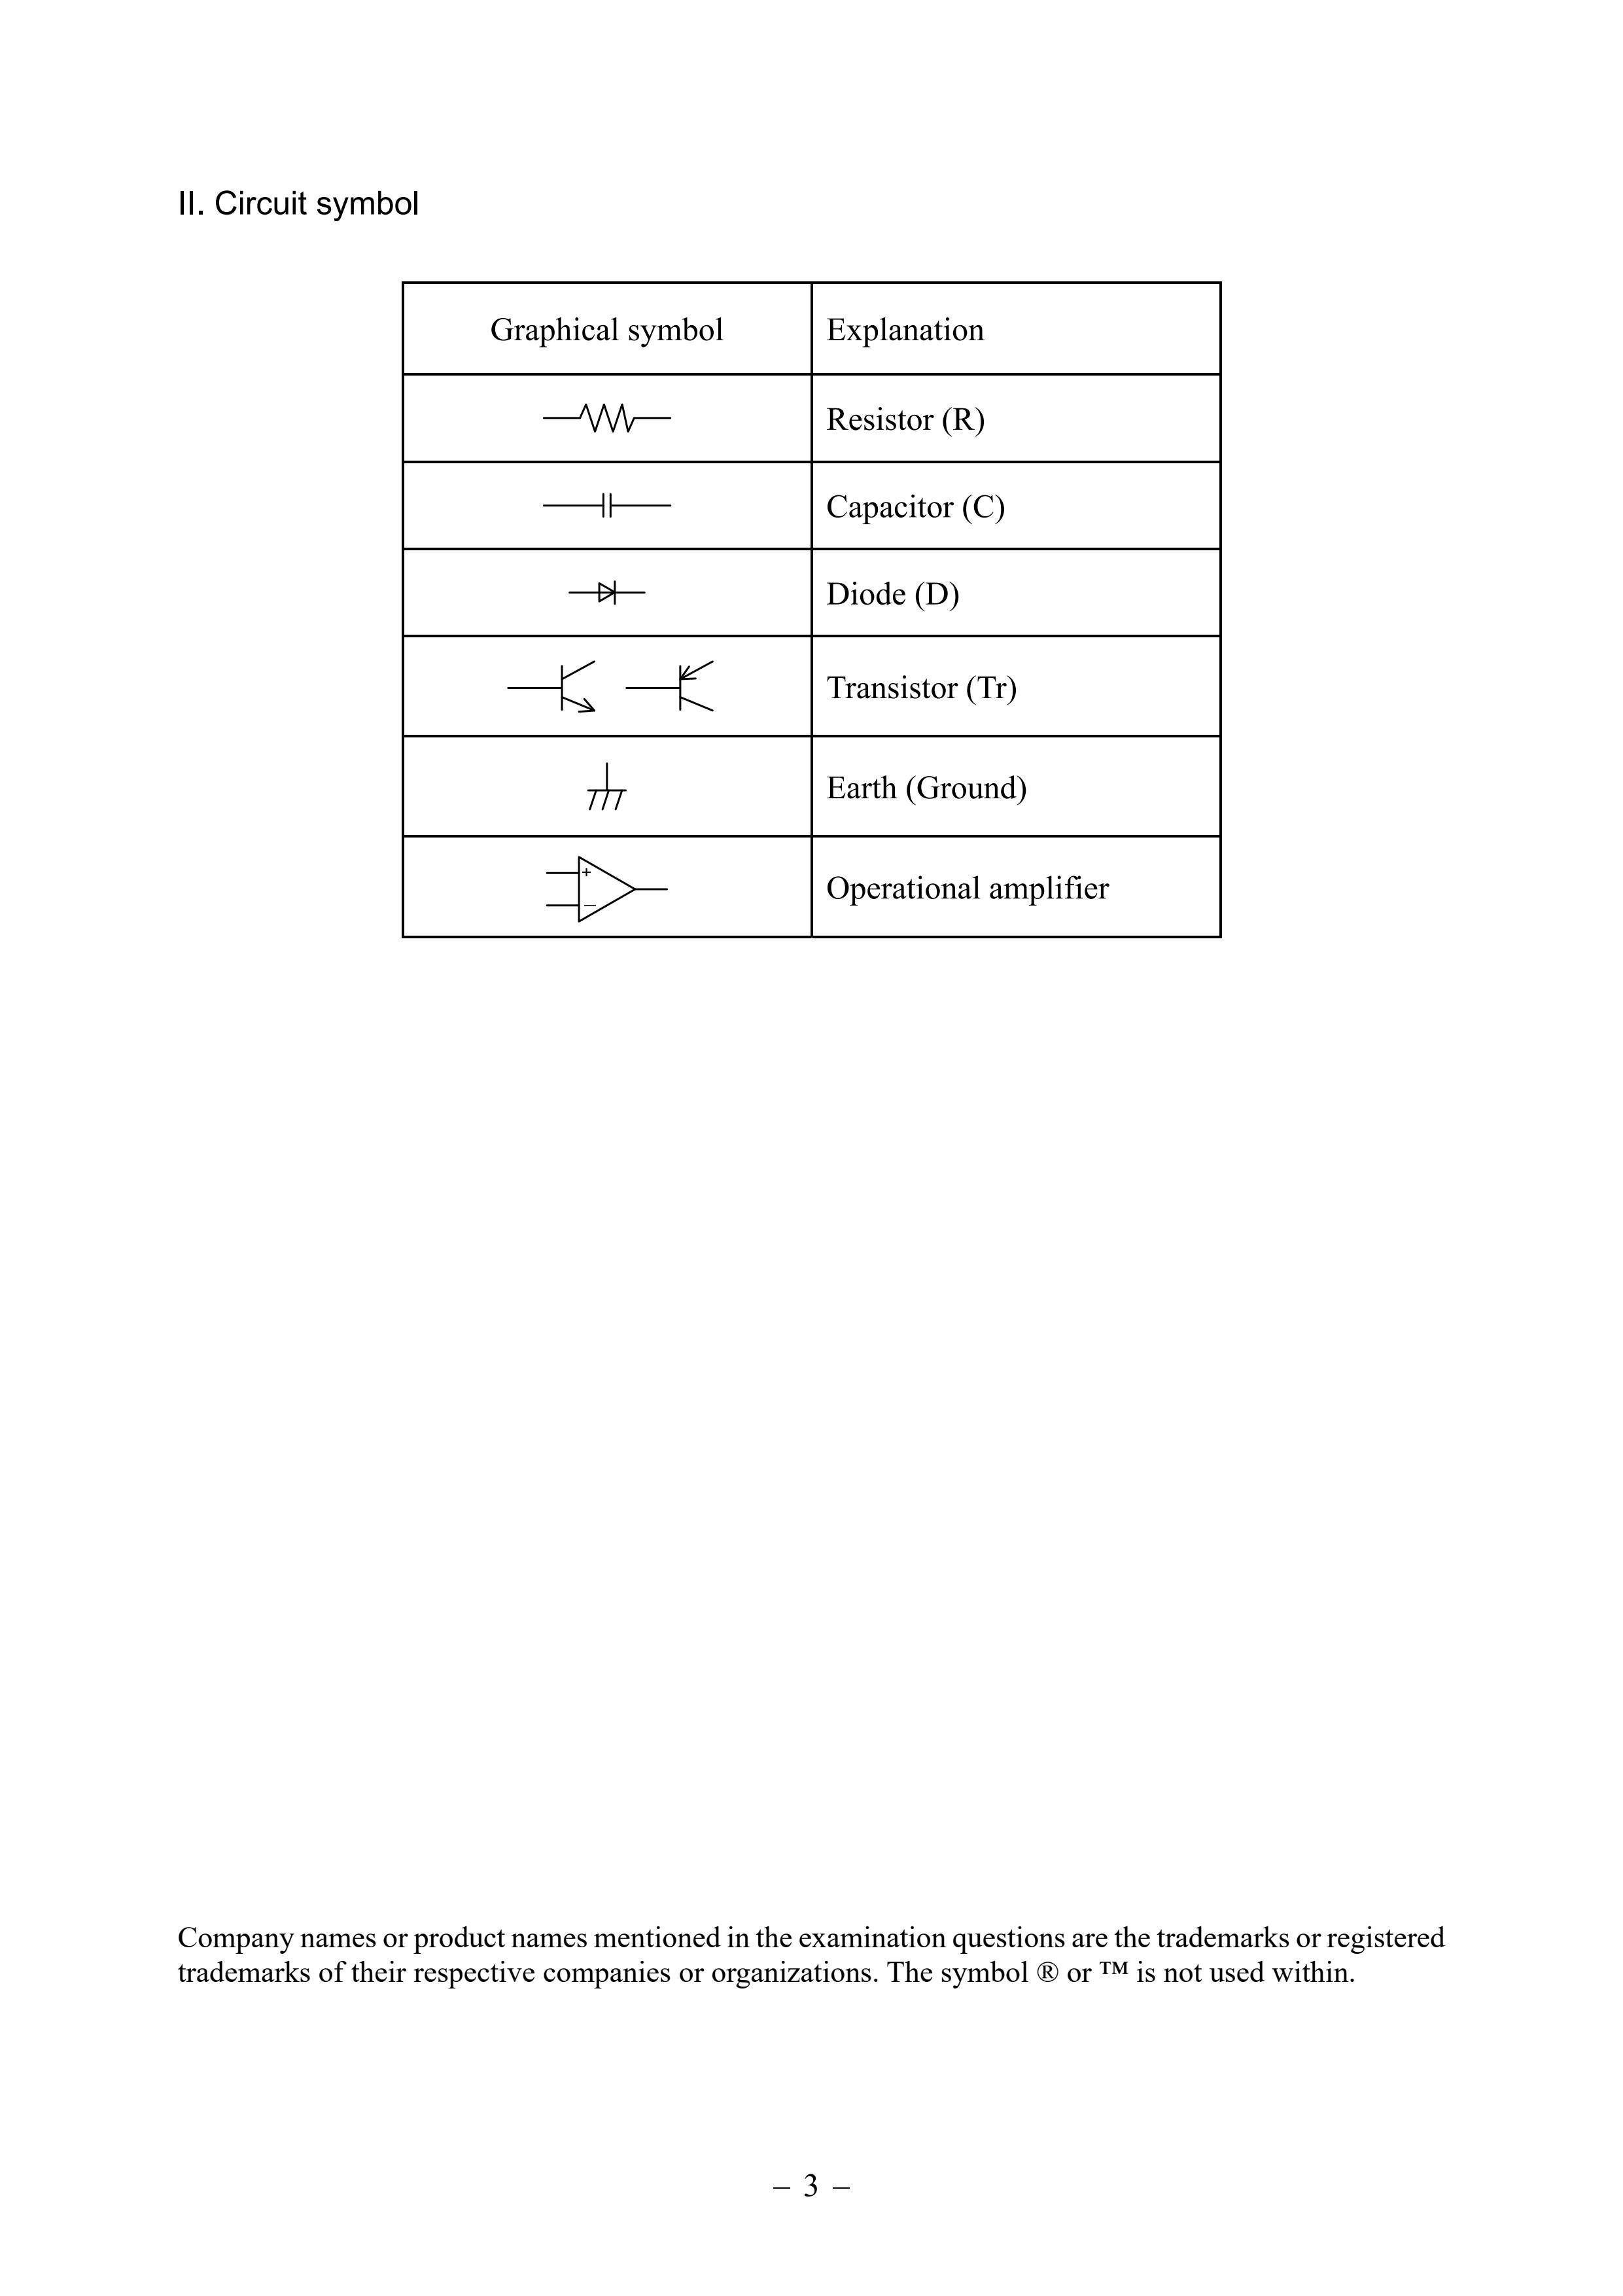 II. Circuit symbol
Graphical symbol Explanation
Resistor (R)
Capacitor (C)
Diode (D)
Transistor (Tr)
Earth (Ground)
+
–
Operational amplifier
Company names or product names mentioned in the examination questions are the trademarks or registered
trademarks of their respective companies or organizations. The symbol ® or ™ is not used within.
– 3 –